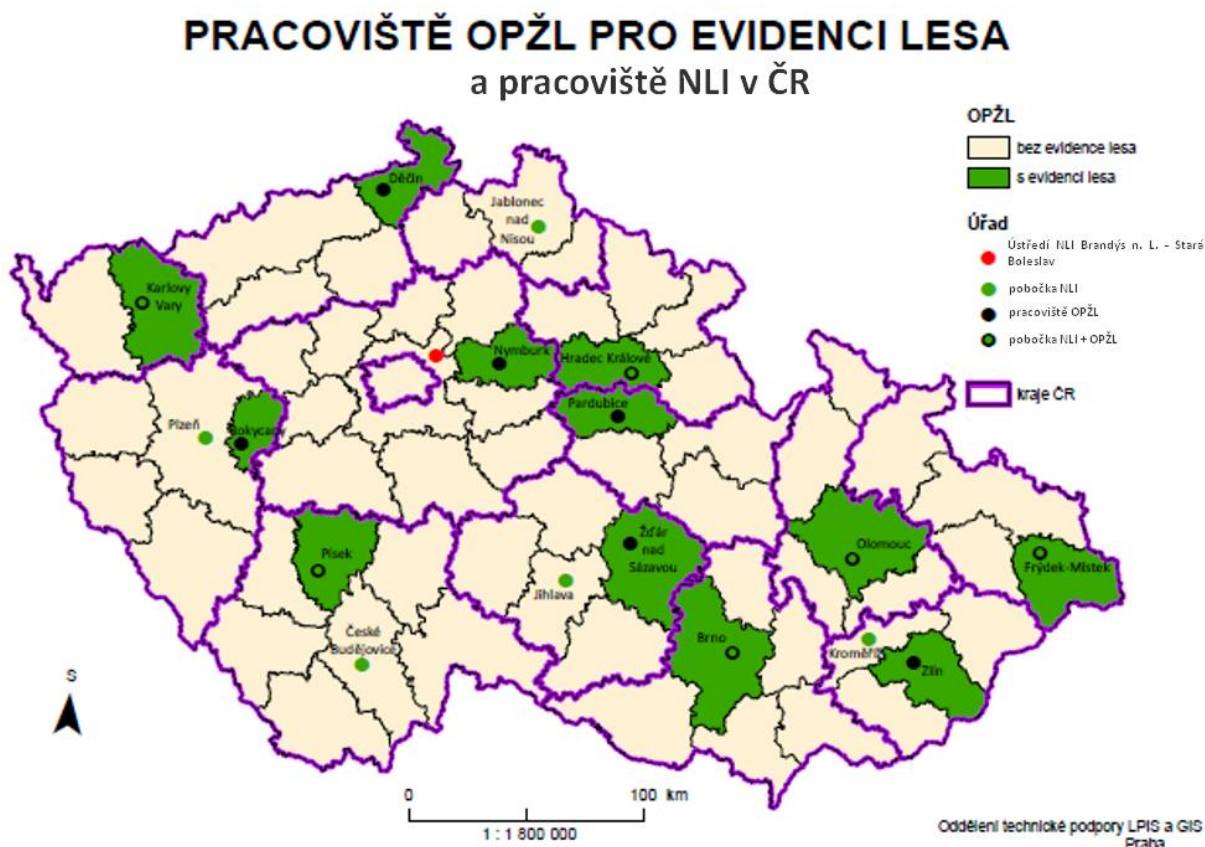 PRACOVIŠTĚ OPŽL PRO EVIDENCI LESA
a pracoviště NLI v ČR
OPŽL
bez evidence lesa
s evidencí lesa
Úřad
Ústředí NLI Brandýs n. L. - Stará
Boleslav
pobočka NLI
pracoviště OPŽL
pobočka NLI + OPŽL
kraje ČR
Děčín
Jablonec
nad
Nisou
Karlovy
Vary
Nymburk
Hradec Králové
Pardubice
Plzeň
Rokycany
Písek
Žďár
nad
Sázavou
Jihlava
Olomouc
Frýdek-Místek
České
Budějovice
Brno
Kroměříž
Zlín
S
0 100 km
1 : 1 800 000
Oddělení technické podpory LPIS a GIS
Praha